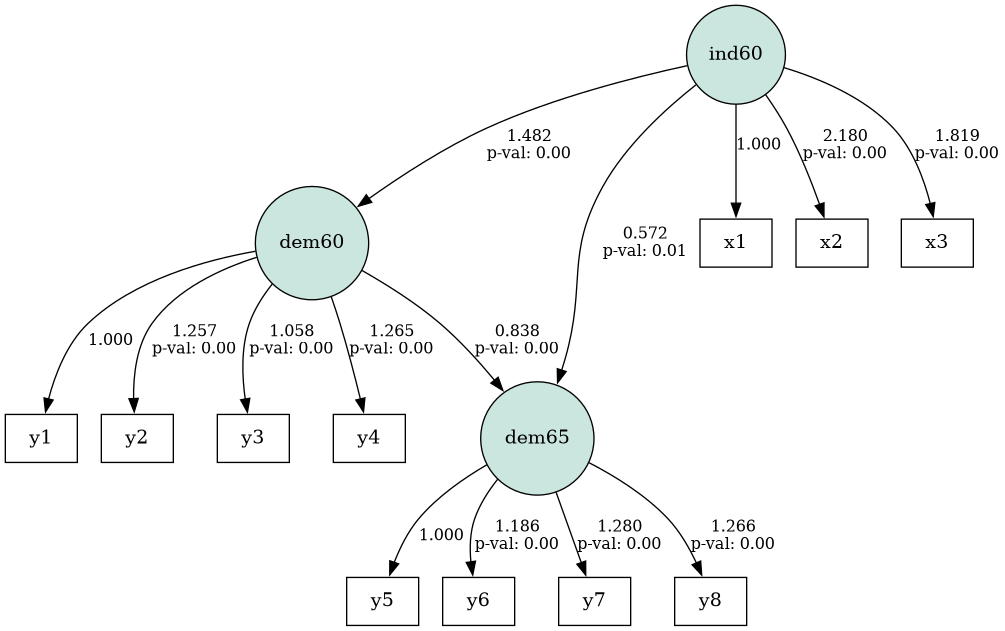 ind60
1.482
p-val: 0.00
1.000
2.180
p-val: 0.00
1.819
p-val: 0.00
dem60
0.572
p-val: 0.01
x1
x2
x3
1.000
1.257
p-val: 0.00
1.058
p-val: 0.00
1.265
p-val: 0.00
0.838
p-val: 0.00
y1
y2
y3
y4
dem65
1.000
1.186
p-val: 0.00
1.280
p-val: 0.00
1.266
p-val: 0.00
y5
y6
y7
y8